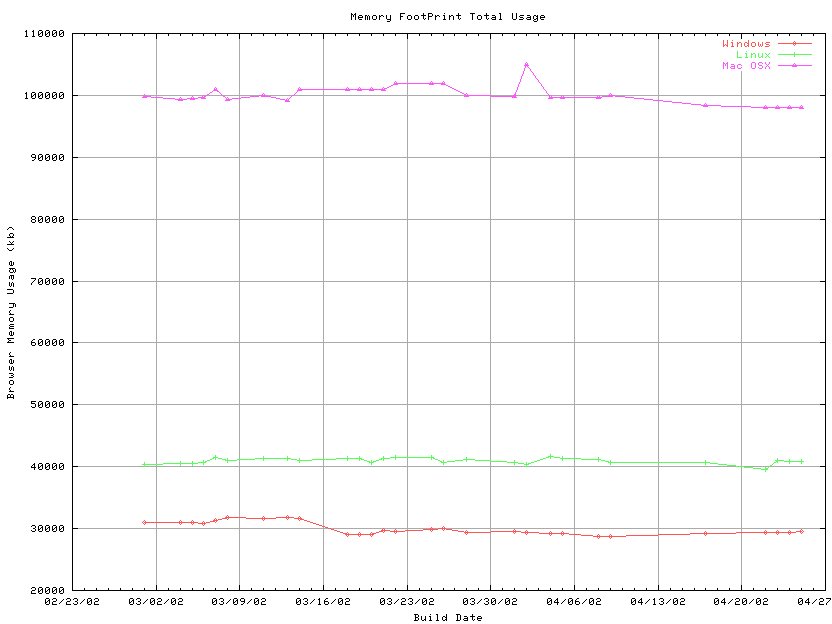 Memory FootPrint Total Usage
110000
100000
90000
80000
70000
60000
50000
40000
30000
20000
Browser Memory Usage (kb)
Windows
Linux
Mac OSX
02/23/02 03/02/02 03/09/02 03/16/02 03/23/02 03/30/02 04/06/02 04/13/02 04/20/02 04/27
Build Date